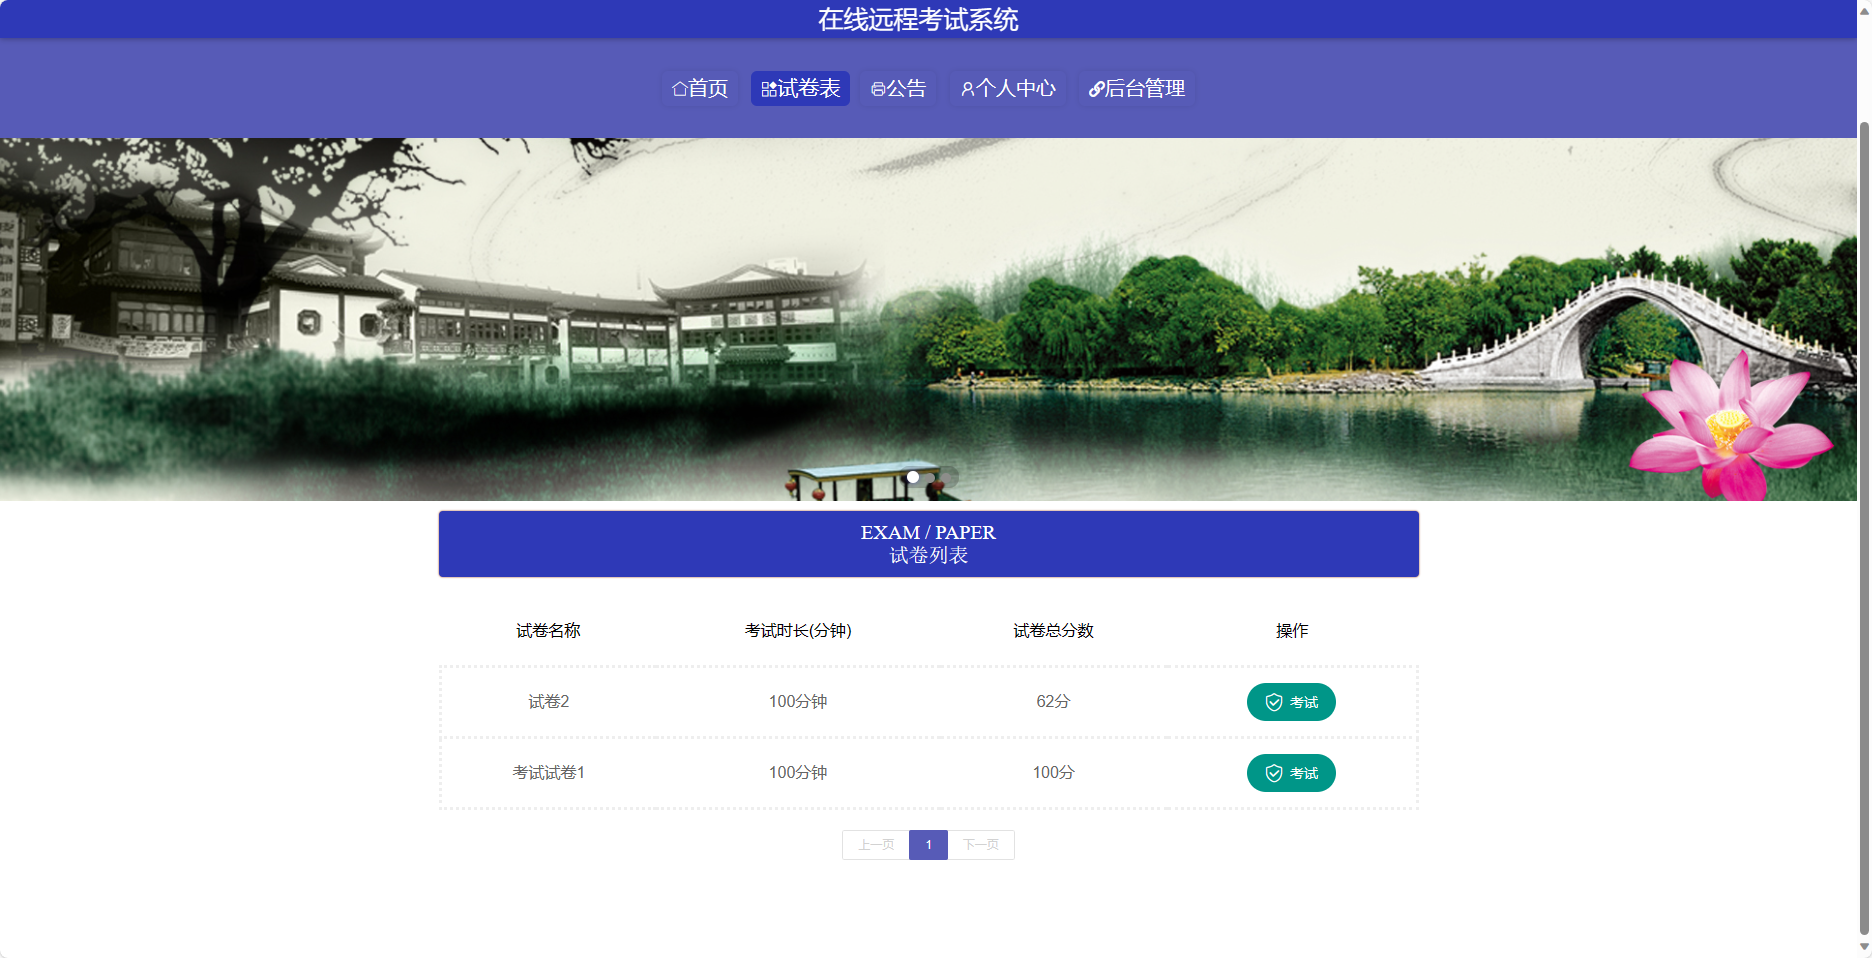 在线远程考试系统
首页 试卷表 公告 个人中心 后台管理
EXAM / PAPER
试卷列表
试卷名称 考试时长(分钟) 试卷总分数 操作
试卷2 100分钟 62分 考试
考试试卷1 100分钟 100分 考试
上一页 1 下一页